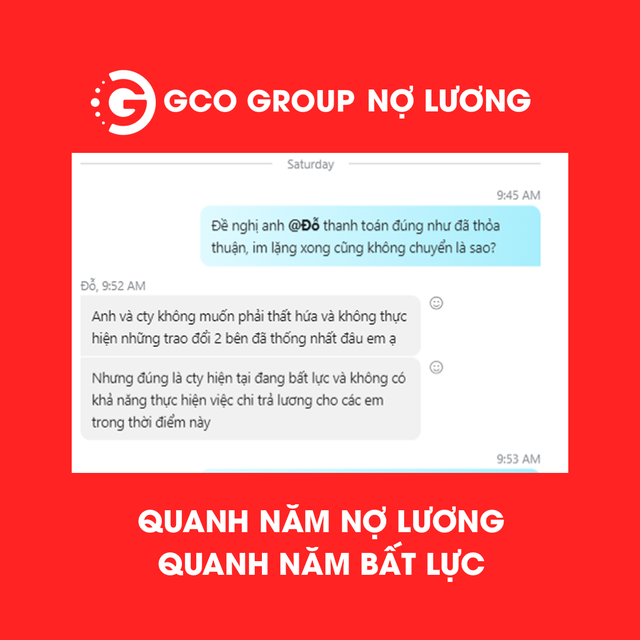 GCO GROUP NỢ LƯƠNG
Saturday
9:45 AM
Đề nghị anh @Đỗ thanh toán đúng như đã thỏa
thuận, im lặng xong cũng không chuyển là sao?
Đỗ, 9:52 AM
Anh và cty không muốn phải thất hứa và không thực
hiện những trao đổi 2 bên đã thống nhất đâu em ạ
Nhưng đúng là cty hiện tại đang bất lực và không có
khả năng thực hiện việc chi trả lương cho các em
trong thời điểm này
9:53 AM
QUANH NĂM NỢ LƯƠNG
QUANH NĂM BẤT LỰC